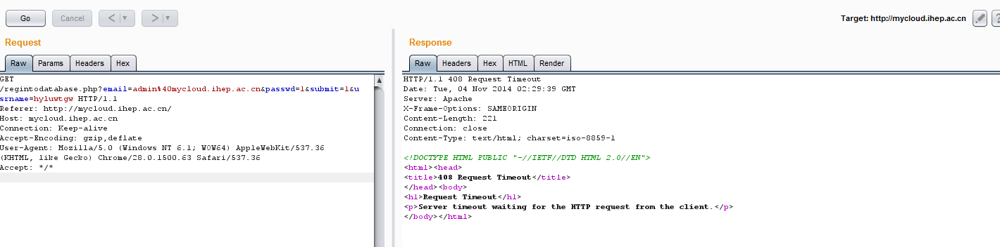 Go Cancel < > Target: http://mycloud.ihep.ac.cn ?
Request
Raw Params Headers Hex
GET
/regintodatabase.php?email=admin%40mycloud.ihep.ac.cn&passwd=1&submit=1&u
srname=hyluwtgw HTTP/1.1
Referer: http://mycloud.ihep.ac.cn/
Host: mycloud.ihep.ac.cn
Connection: Keep-alive
Accept-Encoding: gzip,deflate
User-Agent: Mozilla/5.0 (Windows NT 6.1; WOW64) AppleWebKit/537.36
(KHTML, like Gecko) Chrome/28.0.1500.63 Safari/537.36
Accept: */*
Response
Raw Headers Hex HTML Render
HTTP/1.1 408 Request Timeout
Date: Tue, 04 Nov 2014 02:29:39 GMT
Server: Apache
X-Frame-Options: SAMEORIGIN
Content-Length: 221
Connection: close
Content-Type: text/html; charset=iso-8859-1
<!DOCTYPE HTML PUBLIC "-//IETF//DTD HTML 2.0//EN">
<html><head>
<title>408 Request Timeout</title>
</head><body>
<h1>Request Timeout</h1>
<p>Server timeout waiting for the HTTP request from the client.</p>
</body></html>